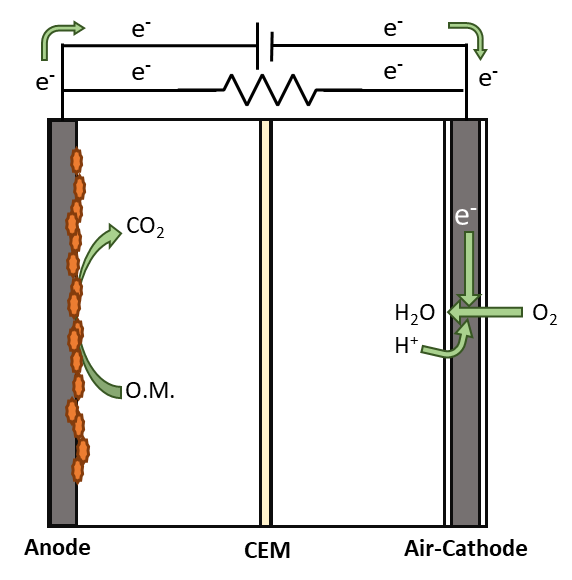 e⁻ e⁻
e⁻ e⁻ e⁻ e⁻
e⁻
CO₂
H₂O O₂
H⁺
O.M.
Anode CEM Air-Cathode